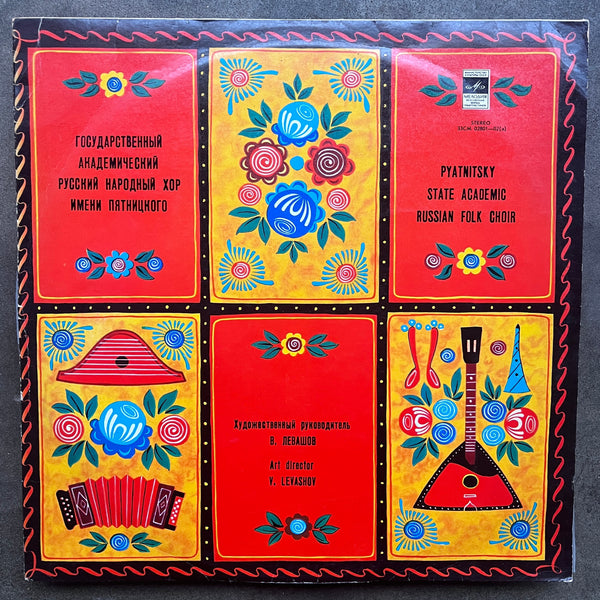 ГОСУДАРСТВЕННЫЙ
АКАДЕМИЧЕСКИЙ
РУССКИЙ НАРОДНЫЙ ХОР
ИМЕНИ ПЯТНИЦКОГО
STEREO
PYATNITSKY
STATE ACADEMIC
RUSSIAN FOLK CHOIR
Художественный руководитель
В. ЛЕВАШОВ
Art director
V. LEVASHOV